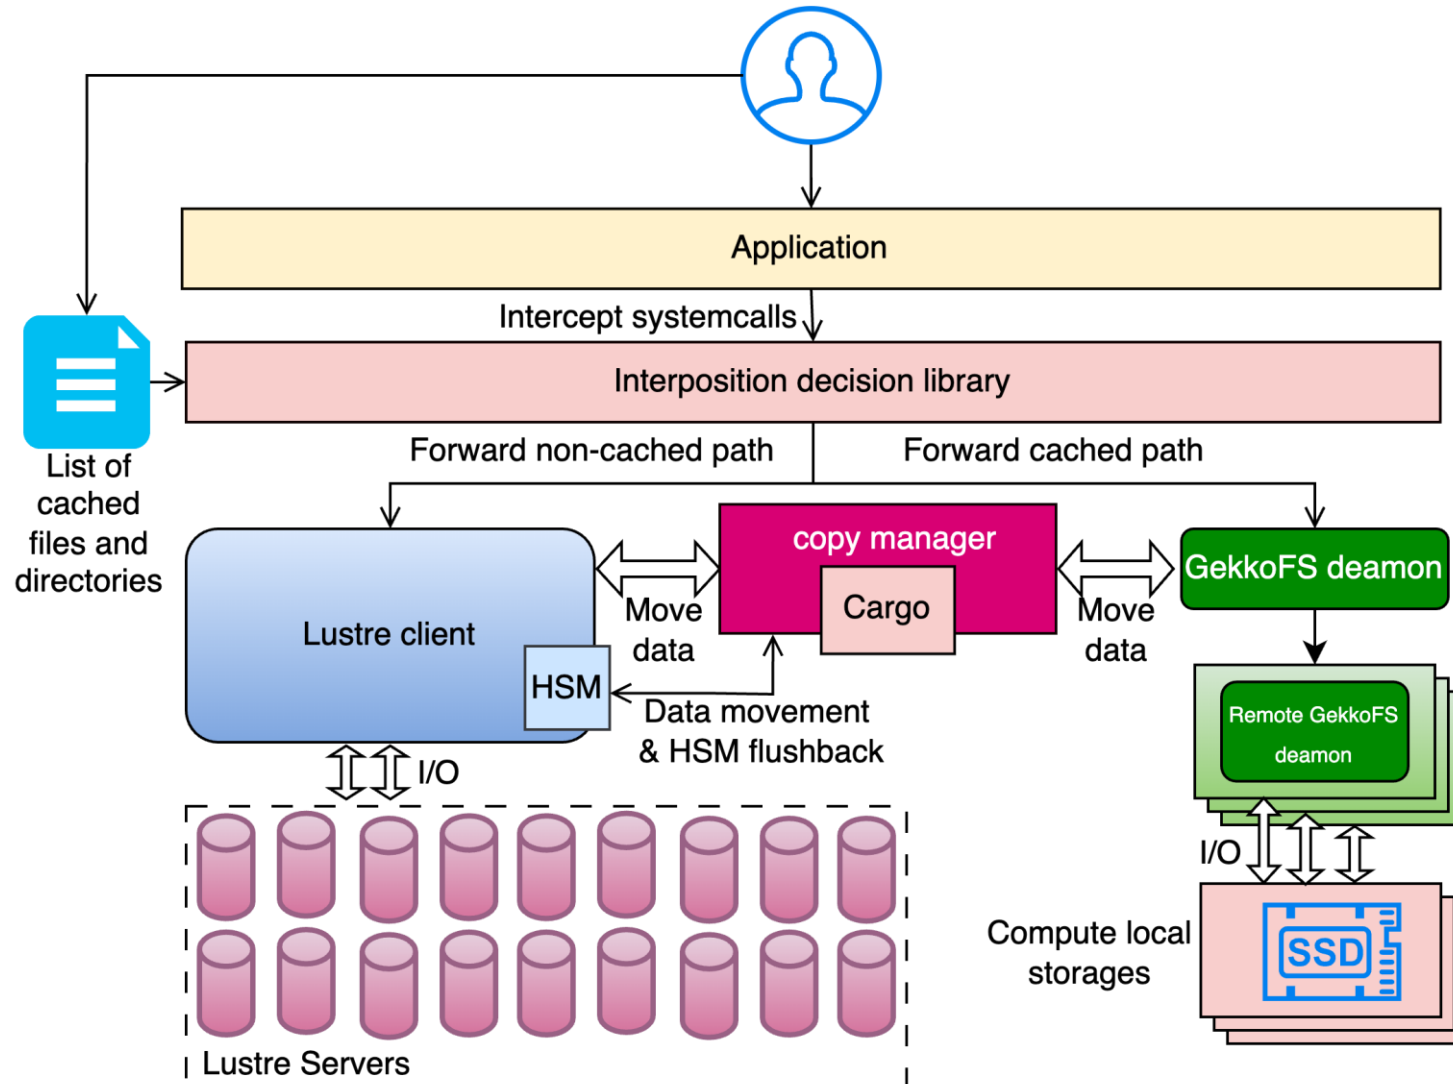 Application
Intercept systemcalls
Interposition decision library
List of
cached
files and
directories
Forward non-cached path
Forward cached path
Lustre client
HSM
Move
data
copy manager
Cargo
Move
data
GekkoFS deamon
Data movement
& HSM flushback
Remote GekkoFS
deamon
I/O
I/O
Lustre Servers
Compute local
storages
SSD